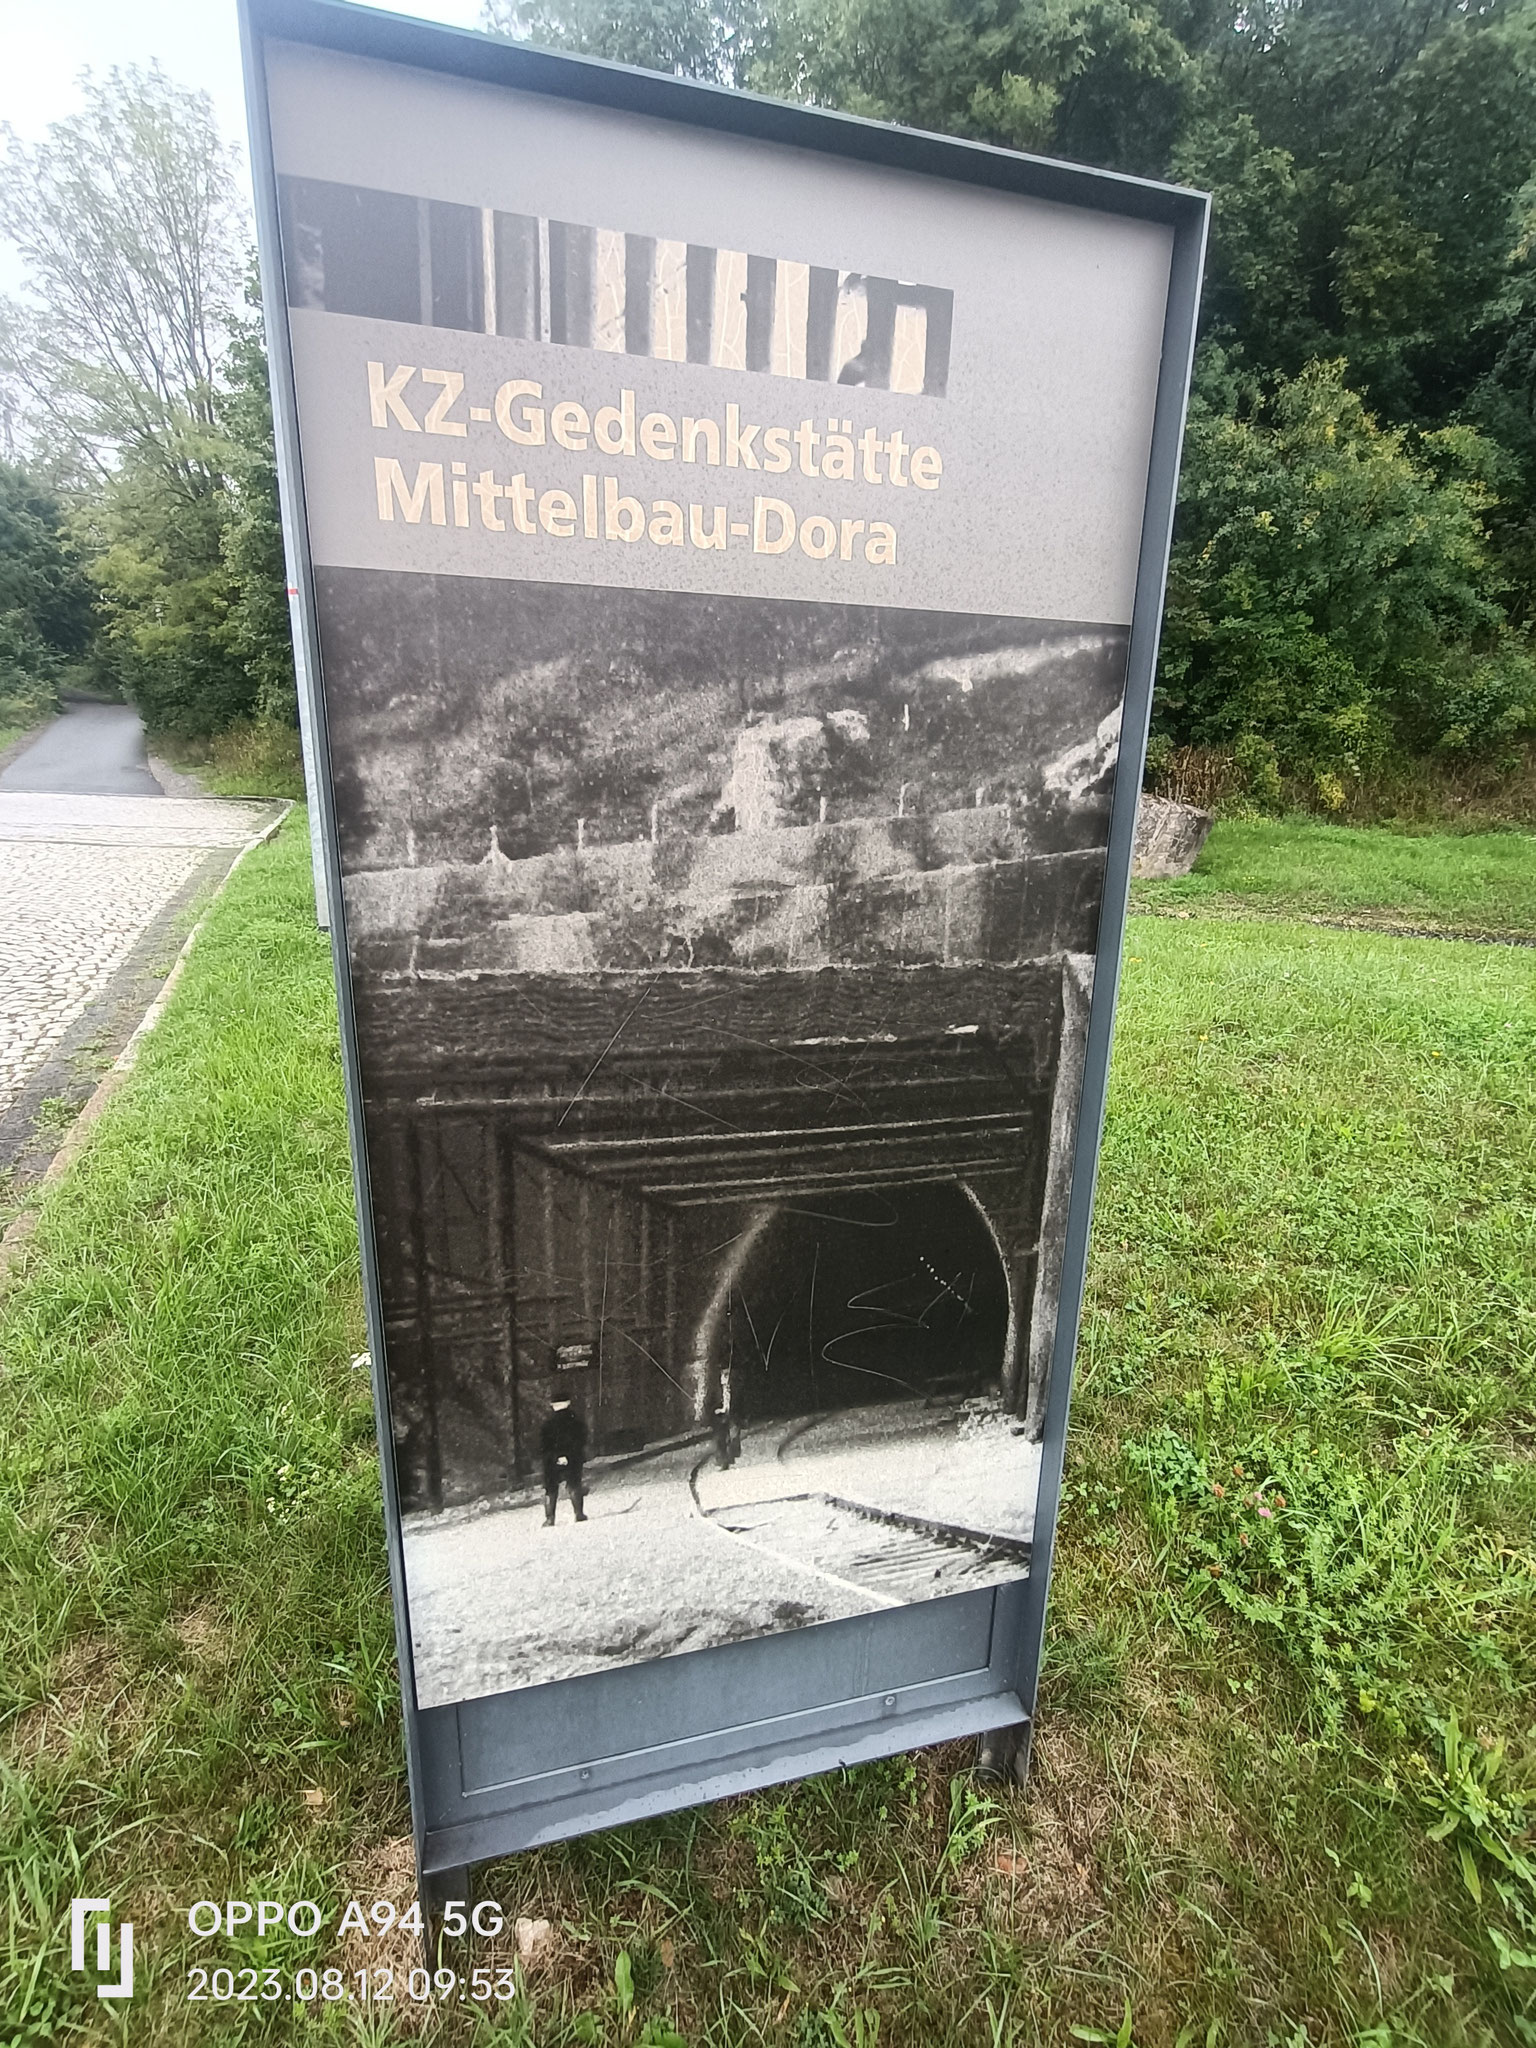 KZ-Gedenkstätte
Mittelbau-Dora
OPPO A94 5G
2023.08.12 09:53